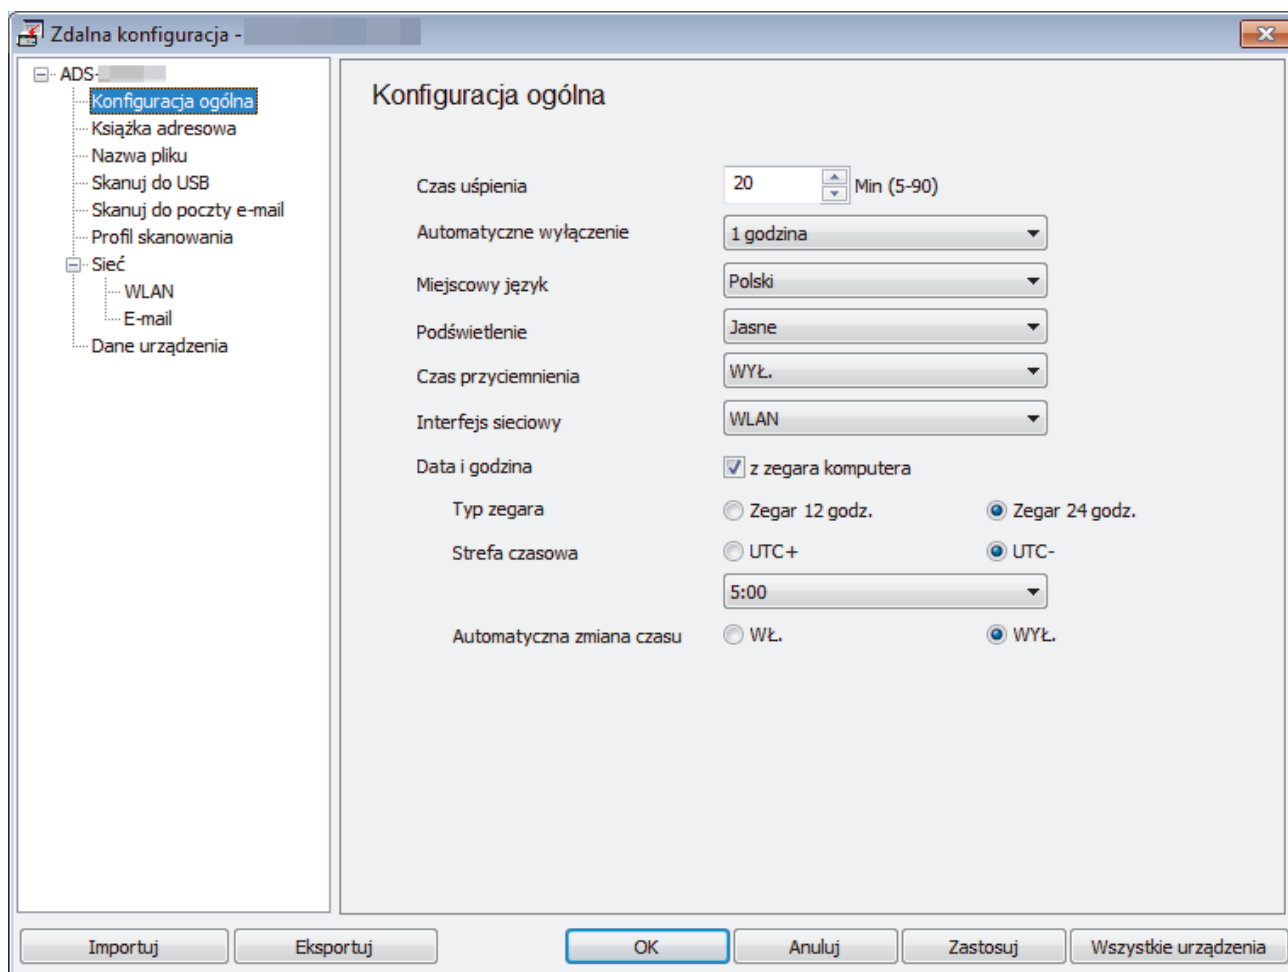 Zdalna konfiguracja -
ADS-
Konfiguracja ogólna
Książka adresowa
Nazwa pliku
Skanuj do USB
Skanuj do poczty e-mail
Profil skanowania
Sieć
WLAN
E-mail
Dane urządzenia
Konfiguracja ogólna
Czas uśpienia 20 Min (5-90)
Automatyczne wyłączenie 1 godzina
Miejscowy język Polski
Podświetlenie Jasne
Czas przyciemnienia WYŁ.
Interfejs sieciowy WLAN
Data i godzina z zegara komputera
Typ zegara Zegar 12 godz. Zegar 24 godz.
Strefa czasowa UTC+ UTC-
5:00
Automatyczna zmiana czasu WŁ. WYŁ.
Importuj Eksportuj OK Anuluj Zastosuj Wszystkie urządzenia